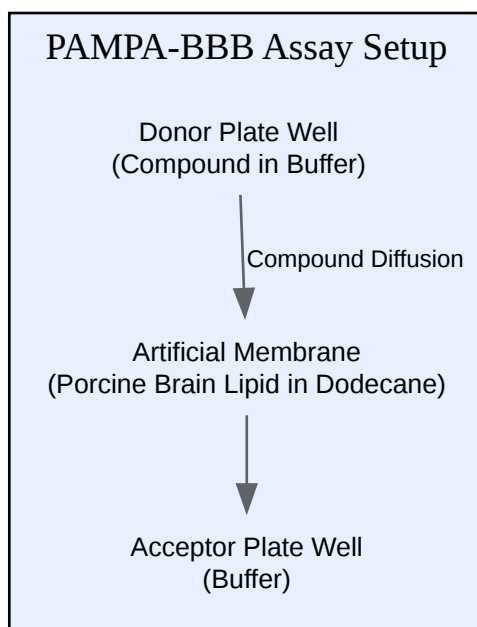 PAMPA-BBB Assay Setup
Donor Plate Well
(Compound in Buffer)
Compound Diffusion
Artificial Membrane
(Porcine Brain Lipid in Dodecane)
Acceptor Plate Well
(Buffer)